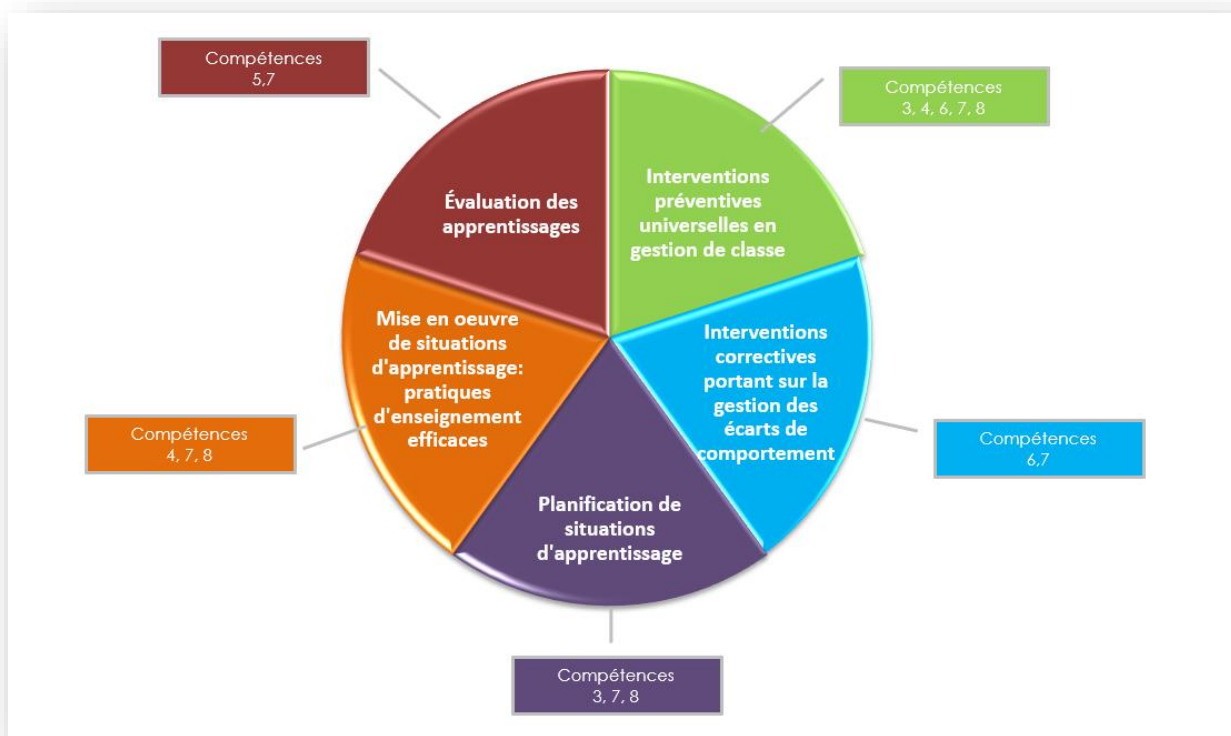 Compétences
5,7
Compétences
3, 4, 6, 7, 8
Évaluation des
apprentissages
Interventions
préventives
universelles en
gestion de classe
Mise en oeuvre
de situations
d'apprentissage:
pratiques
d'enseignement
efficaces
Interventions
correctives
portant sur la
gestion des
écarts de
comportement
Compétences
4, 7, 8
Compétences
6,7
Planification de
situations
d'apprentissage
Compétences
3, 7, 8